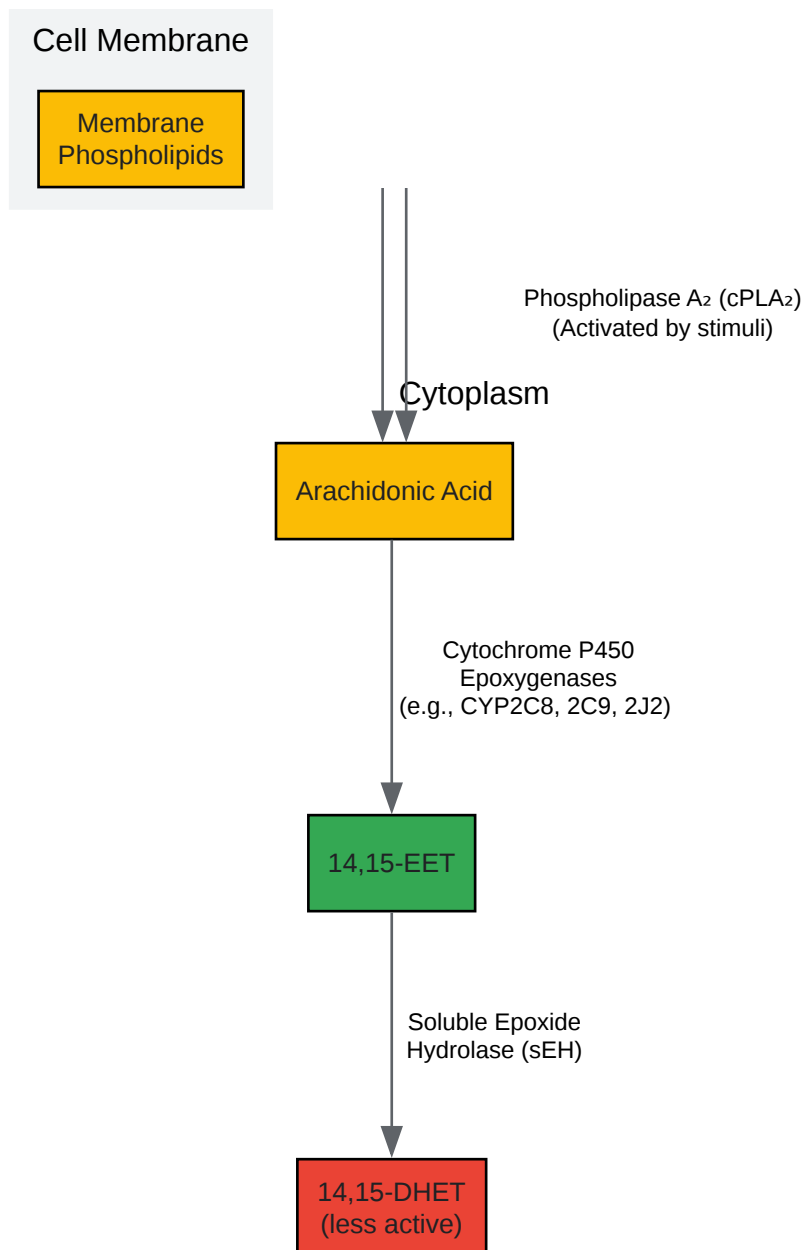 Cell Membrane
Membrane
Phospholipids
Phospholipase A₂ (cPLA₂)
(Activated by stimuli)
Cytoplasm
Arachidonic Acid
Cytochrome P450
Epoxygenases
(e.g., CYP2C8, 2C9, 2J2)
14,15-EET
Soluble Epoxide
Hydrolase (sEH)
14,15-DHET
(less active)